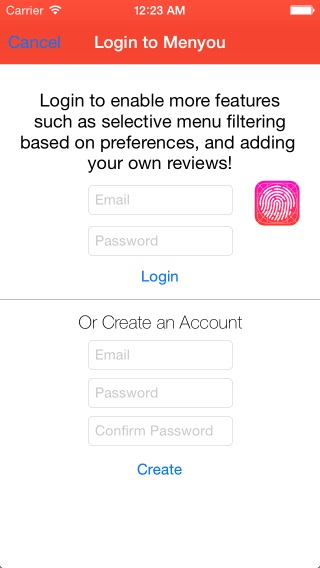 Carrier 12:23 AM
Cancel Login to Menyou
Login to enable more features
such as selective menu filtering
based on preferences, and adding
your own reviews!
Email
Password
Login
Or Create an Account
Email
Password
Confirm Password
Create